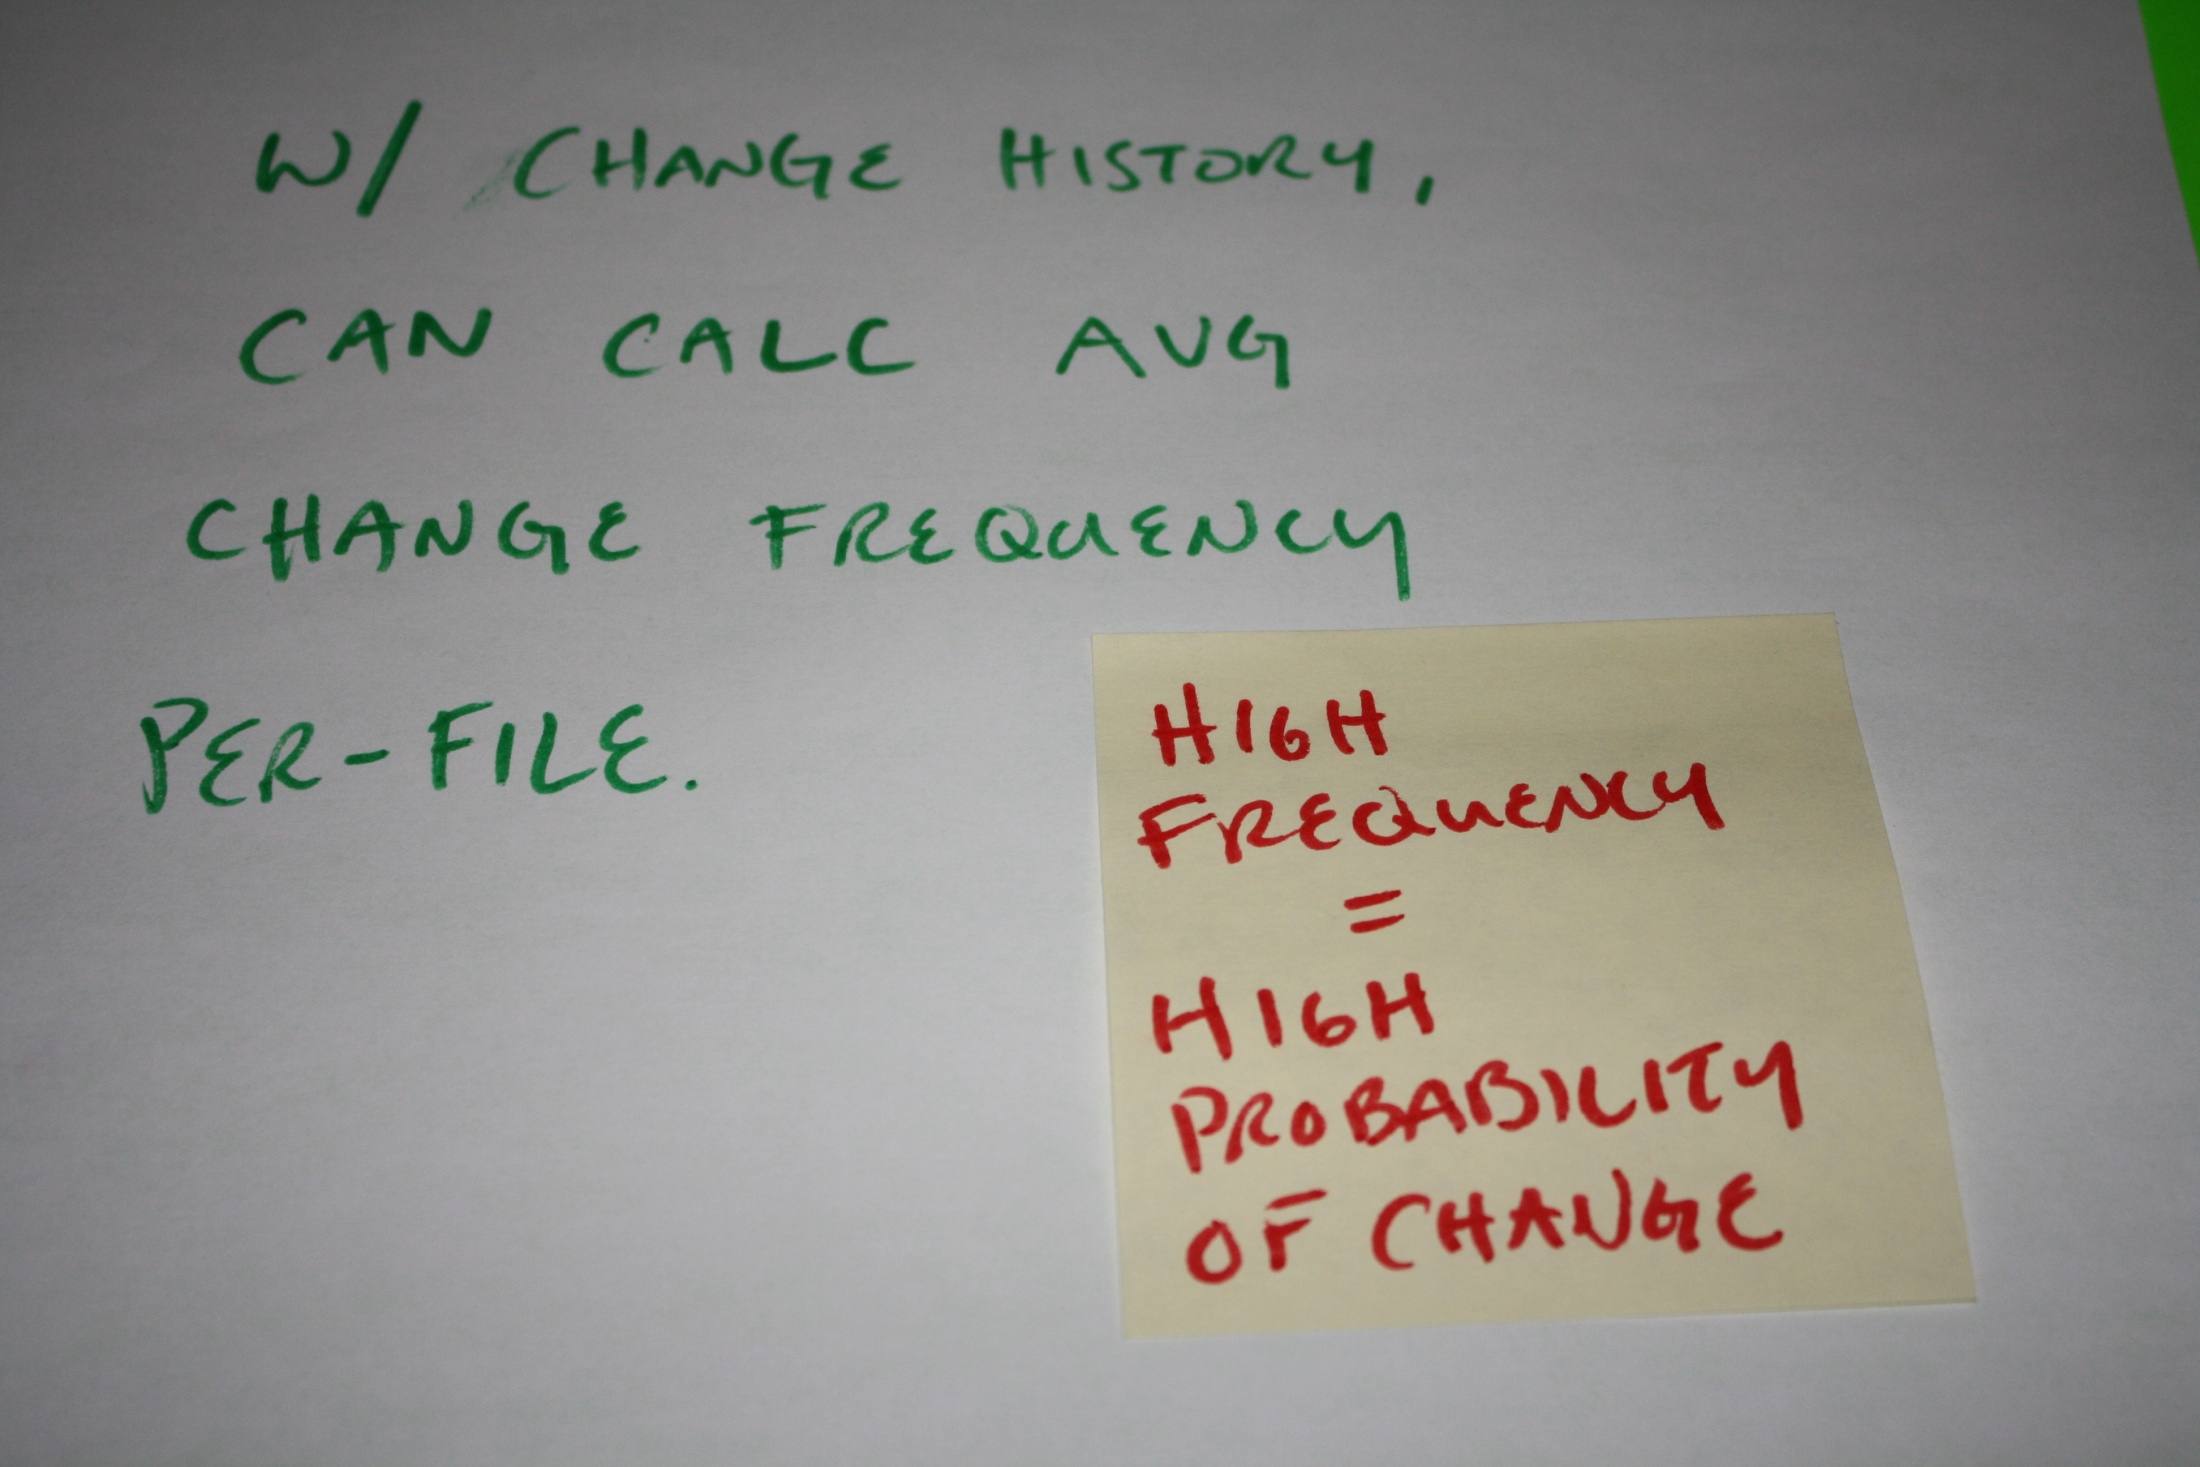 W/ CHANGE HISTORY,
CAN CALC AVG
CHANGE FREQUENCY
PER-FILE.
HIGH
FREQUENCY
=
HIGH
PROBABILITY
OF CHANGE